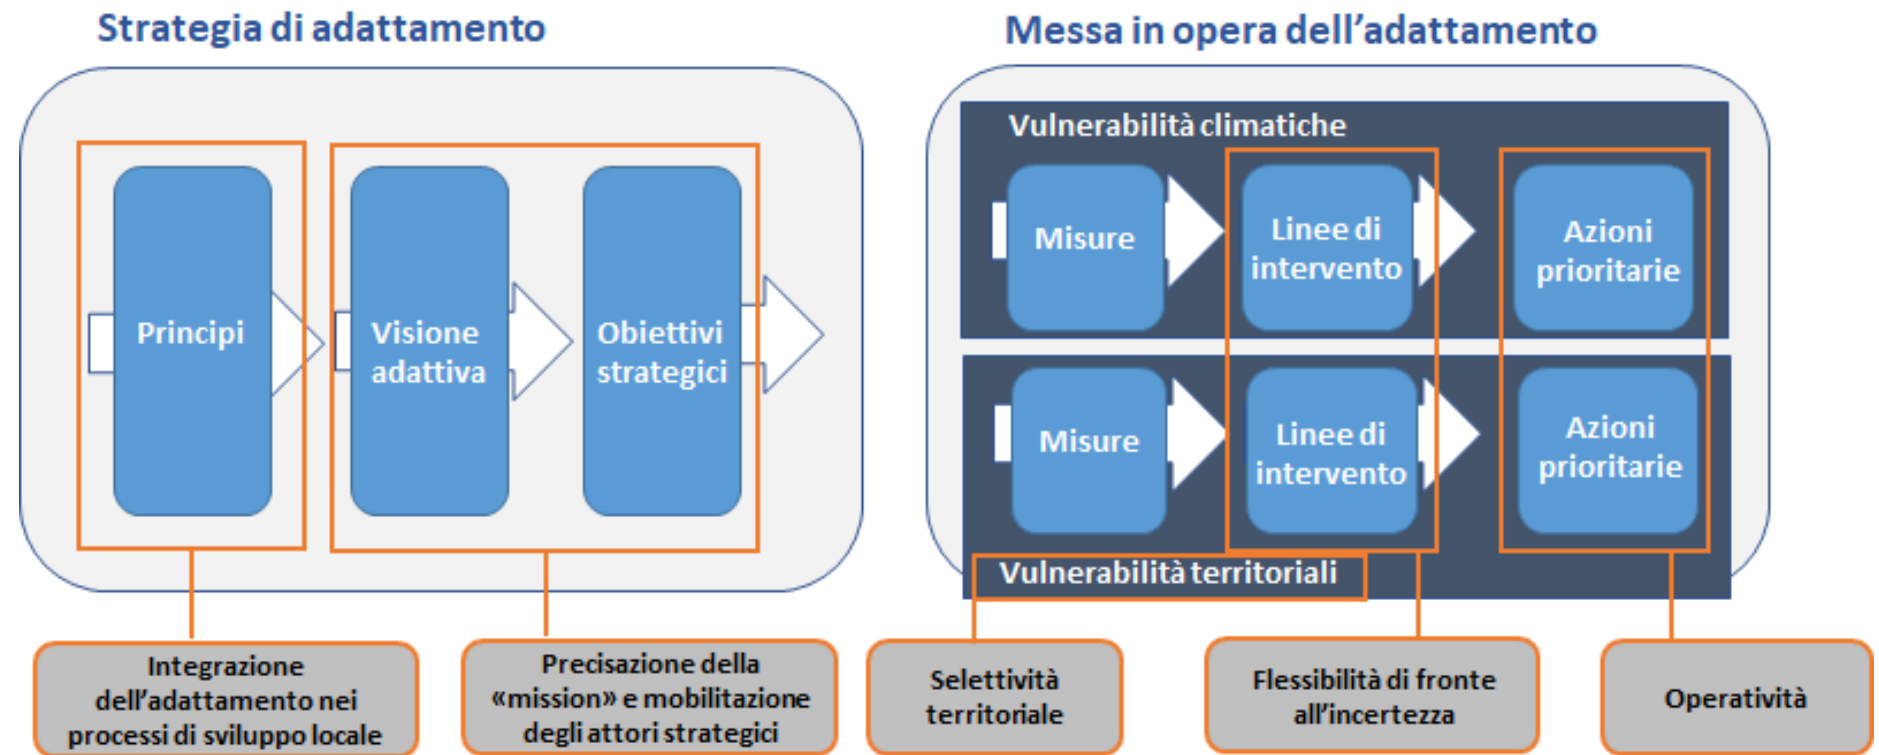 Strategia di adattamento
Principi
Visione
adattiva
Obiettivi
strategici
Integrazione
dell'adattamento nei
processi di sviluppo locale
Precisazione della
«mission» e mobilitazione
degli attori strategici
Messa in opera dell'adattamento
Vulnerabilità climatiche
Misure
Linee di
intervento
Azioni
prioritarie
Misure
Linee di
intervento
Azioni
prioritarie
Vulnerabilità territoriali
Selettività
territoriale
Flessibilità di fronte
all'incertezza
Operatività